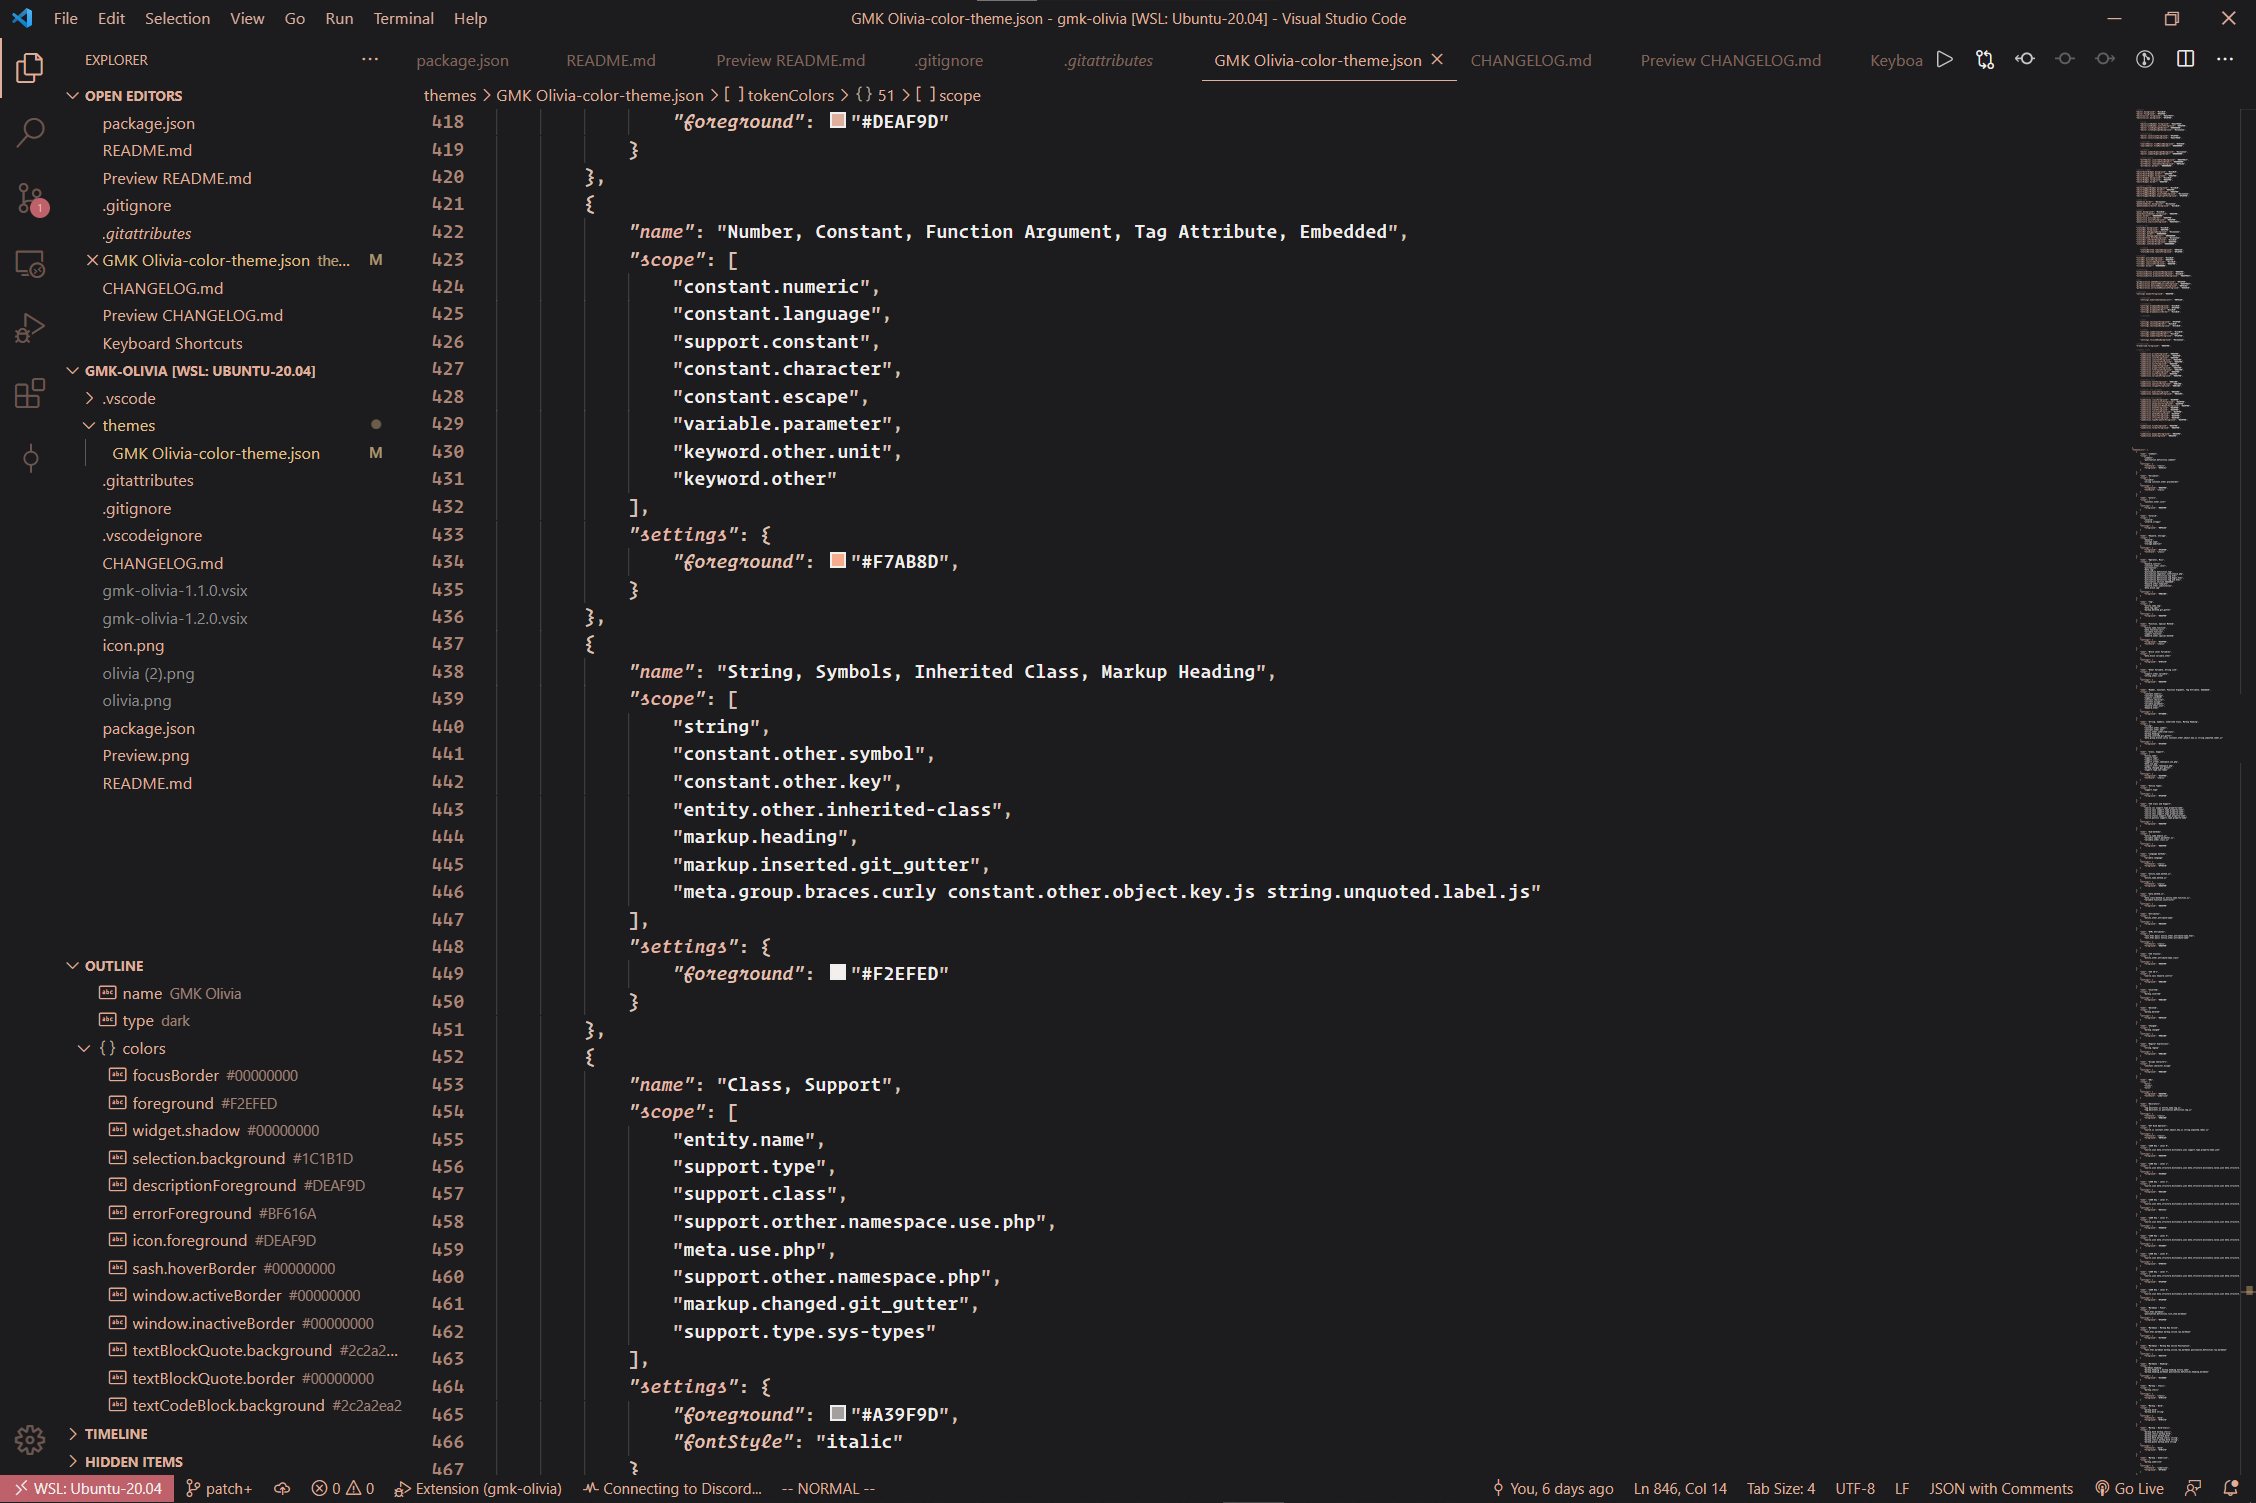 File Edit Selection View Go Run Terminal Help
GMK Olivia-color-theme.json - gmk-olivia [WSL: Ubuntu-20.04] - Visual Studio Code
EXPLORER
package.json README.md Preview README.md .gitignore .gitattributes GMK Olivia-color-theme.json CHANGELOG.md Preview CHANGELOG.md Keyboa
themes > GMK Olivia-color-theme.json > [ ] tokenColors > {} 51 > [ ] scope
OPEN EDITORS
package.json
README.md
Preview README.md
.gitignore
.gitattributes
GMK Olivia-color-theme.json the... M
CHANGELOG.md
Preview CHANGELOG.md
Keyboard Shortcuts
GMK-OLIVIA [WSL: UBUNTU-20.04]
.vscode
themes
GMK Olivia-color-theme.json M
.gitattributes
.gitignore
.vscodeignore
CHANGELOG.md
gmk-olivia-1.1.0.vsix
gmk-olivia-1.2.0.vsix
icon.png
olivia (2).png
olivia.png
package.json
Preview.png
README.md
OUTLINE
name GMK Olivia
type dark
{} colors
focusBorder #00000000
foreground #F2EFED
widget.shadow #00000000
selection.background #1C1B1D
descriptionForeground #DEAF9D
errorForeground #BF616A
icon.foreground #DEAF9D
sash.hoverBorder #00000000
window.activeBorder #00000000
window.inactiveBorder #00000000
textBlockQuote.background #2c2a2...
textBlockQuote.border #00000000
textCodeBlock.background #2c2a2ea2
TIMELINE
HIDDEN ITEMS
1
418 "foreground": "#DEAF9D"
419 }
420 },
421 {
422 "name": "Number, Constant, Function Argument, Tag Attribute, Embedded",
423 "scope": [
424 "constant.numeric",
425 "constant.language",
426 "support.constant",
427 "constant.character",
428 "constant.escape",
429 "variable.parameter",
430 "keyword.other.unit",
431 "keyword.other"
432 ],
433 "settings": {
434 "foreground": "#F7AB8D",
435 }
436 },
437 {
438 "name": "String, Symbols, Inherited Class, Markup Heading",
439 "scope": [
440 "string",
441 "constant.other.symbol",
442 "constant.other.key",
443 "entity.other.inherited-class",
444 "markup.heading",
445 "markup.inserted.git_gutter",
446 "meta.group.braces.curly constant.other.object.key.js string.unquoted.label.js"
447 ],
448 "settings": {
449 "foreground": "#F2EFED"
450 }
451 },
452 {
453 "name": "Class, Support",
454 "scope": [
455 "entity.name",
456 "support.type",
457 "support.class",
458 "support.orther.namespace.use.php",
459 "meta.use.php",
460 "support.other.namespace.php",
461 "markup.changed.git_gutter",
462 "support.type.sys-types"
463 ],
464 "settings": {
465 "foreground": "#A39F9D",
466 "fontStyle": "italic"
467 }
WSL: Ubuntu-20.04 patch+ 0 0 Extension (gmk-olivia) Connecting to Discord... -- NORMAL -- You, 6 days ago Ln 846, Col 14 Tab Size: 4 UTF-8 LF JSON with Comments Go Live